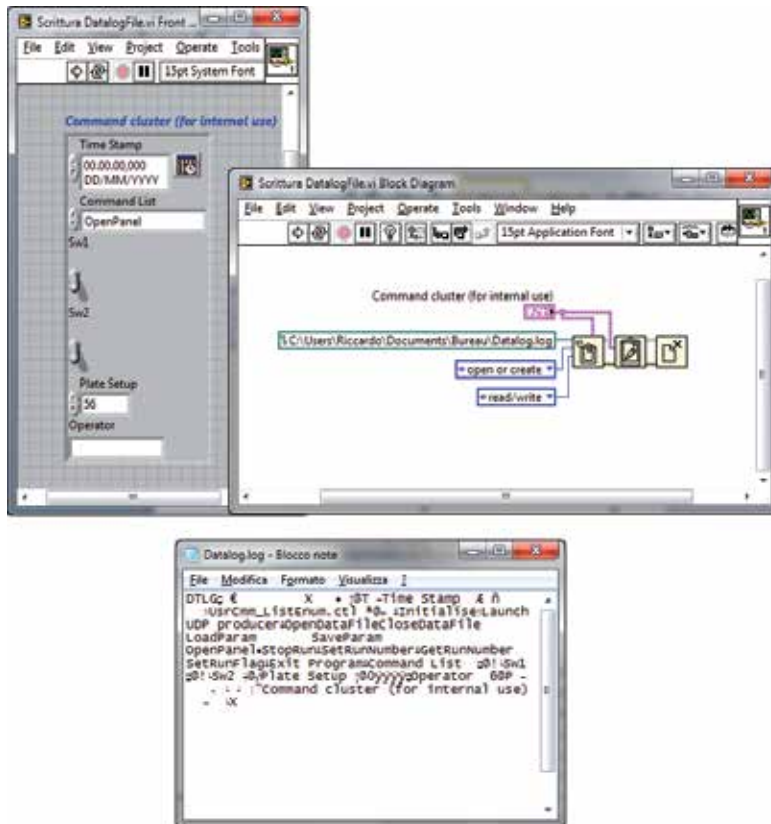 Scrittura DatalogFile.vi Front ...
File Edit View Project Operate Tools
15pt System Font
Command cluster (for internal use)
Time Stamp
00.00.00,000
DD/MM/YYYY
Command List
OpenPanel
Sw1
Sw2
Plate Setup
56
Operator
Scrittura DatalogFile.vi Block Diagram
File Edit View Project Operate Tools Window Help
15pt Application Font
Command cluster (for internal use)
C:\Users\Riccardo\Documents\Bureau\Datalog.log
open or create
read/write
Datalog.log - Blocco note
File Modifica Formato Visualizza ?
DTLG € X Time Stamp Æ ñ
UsrCmm_ListEnum.ctl Initialise Launch
UDP producer OpenDataFile CloseDataFile
LoadParam SaveParam
OpenPanel StopRun SetRunNumber GetRunNumber
SetRunFlag Exit Program Command List Sw1
Sw2 Plate Setup Operator
Command cluster (for internal use)
X